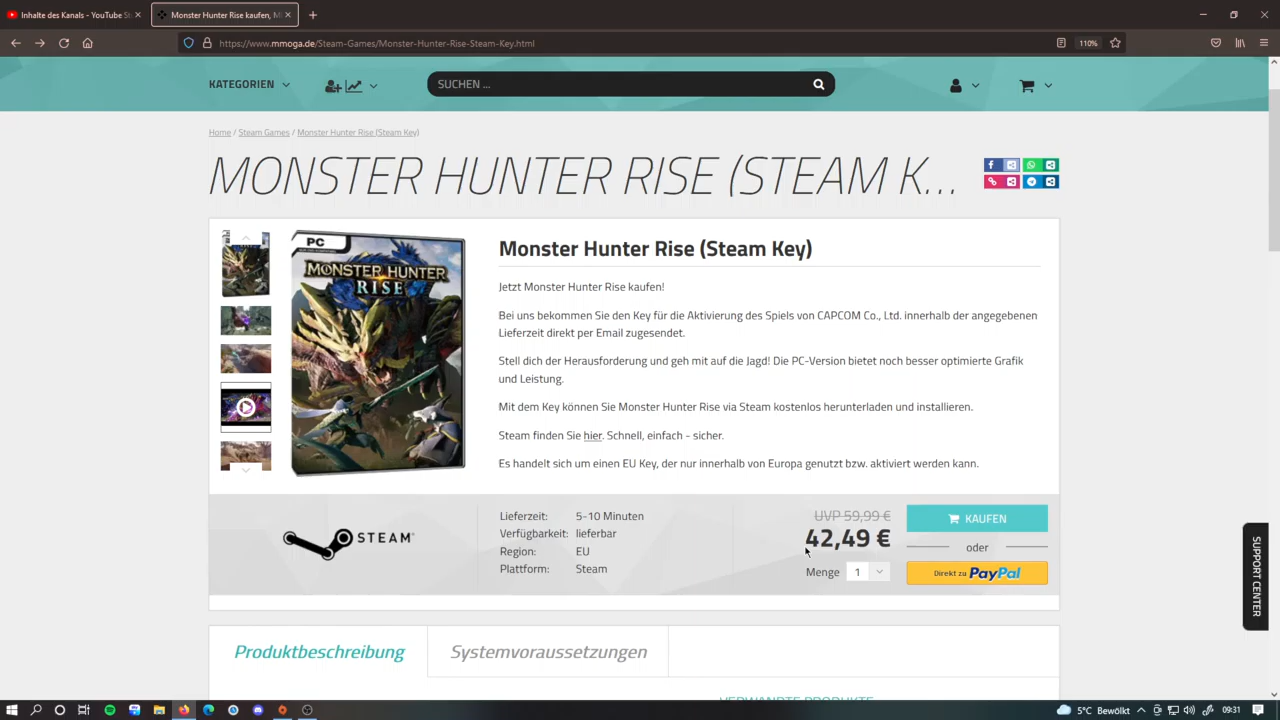 Inhalte des Kanals - YouTube St
Monster Hunter Rise kaufen, M
https://www.mmoga.de/Steam-Games/Monster-Hunter-Rise-Steam-Key.html
110%
KATEGORIEN
SUCHEN ...
Home / Steam Games / Monster Hunter Rise (Steam Key)
MONSTER HUNTER RISE (STEAM K...
PC
MONSTER HUNTER
RISE
Monster Hunter Rise (Steam Key)
Jetzt Monster Hunter Rise kaufen!
Bei uns bekommen Sie den Key für die Aktivierung des Spiels von CAPCOM Co., Ltd. innerhalb der angegebenen
Lieferzeit direkt per Email zugesendet.
Stell dich der Herausforderung und geh mit auf die Jagd! Die PC-Version bietet noch besser optimierte Grafik
und Leistung.
Mit dem Key können Sie Monster Hunter Rise via Steam kostenlos herunterladen und installieren.
Steam finden Sie hier. Schnell, einfach - sicher.
Es handelt sich um einen EU Key, der nur innerhalb von Europa genutzt bzw. aktiviert werden kann.
STEAM
Lieferzeit: 5-10 Minuten
Verfügbarkeit: lieferbar
Region: EU
Plattform: Steam
UVP 59,99 €
42,49 €
Menge 1
KAUFEN
oder
Direkt zu PayPal
SUPPORT CENTER
Produktbeschreibung
Systemvoraussetzungen
VERWANDTE PRODUKTE
5°C Bewölkt
09:31